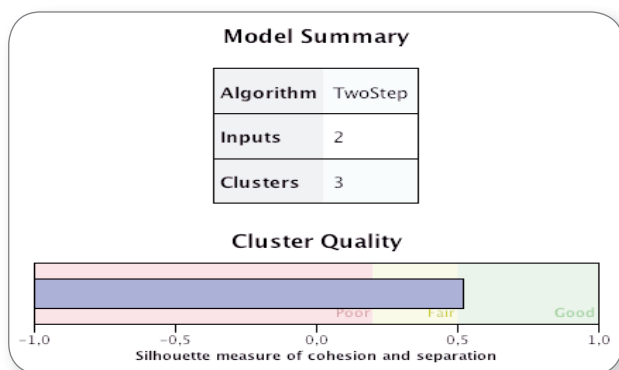 Model Summary
Algorithm TwoStep
Inputs 2
Clusters 3
Cluster Quality
Poor Fair Good
-1,0 -0,5 0,0 0,5 1,0
Silhouette measure of cohesion and separation